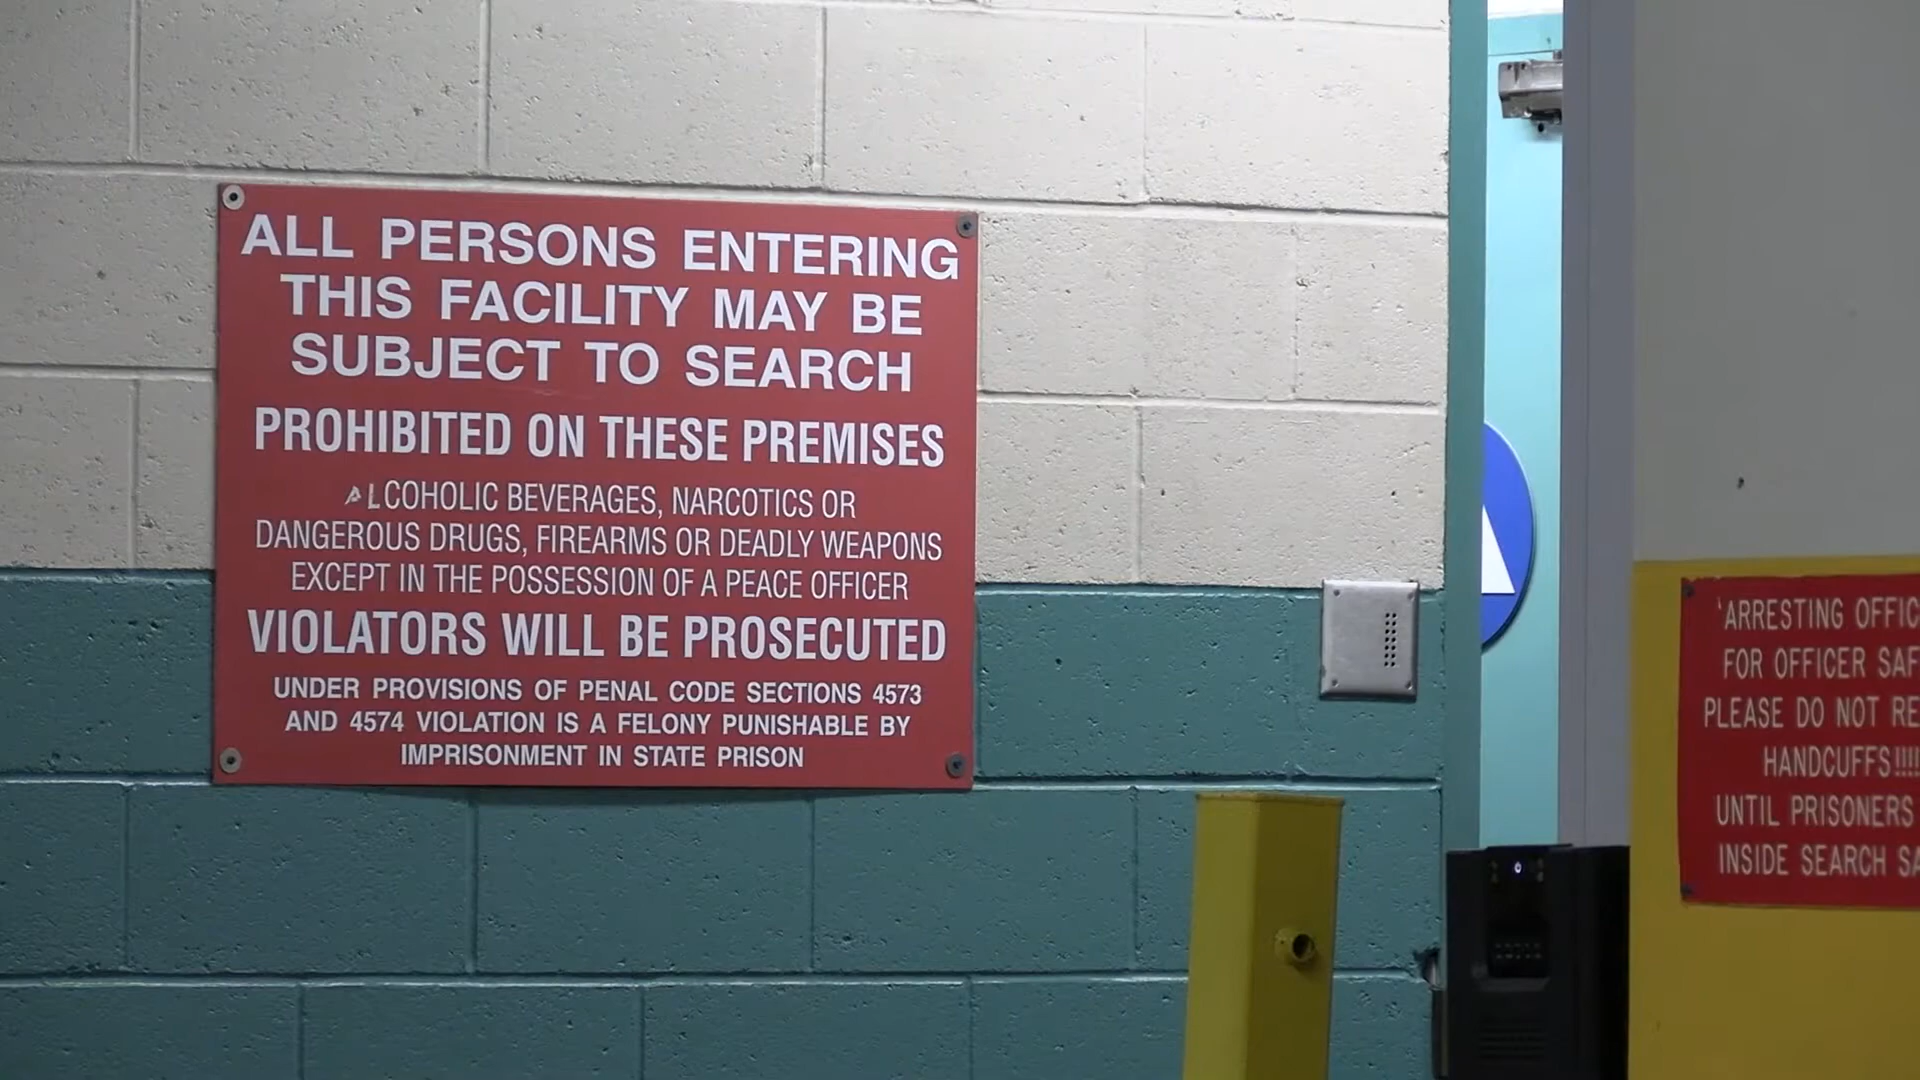 ALL PERSONS ENTERING
THIS FACILITY MAY BE
SUBJECT TO SEARCH
PROHIBITED ON THESE PREMISES
ALCOHOLIC BEVERAGES, NARCOTICS OR
DANGEROUS DRUGS, FIREARMS OR DEADLY WEAPONS
EXCEPT IN THE POSSESSION OF A PEACE OFFICER
VIOLATORS WILL BE PROSECUTED
UNDER PROVISIONS OF PENAL CODE SECTIONS 4573
AND 4574 VIOLATION IS A FELONY PUNISHABLE BY
IMPRISONMENT IN STATE PRISON
'ARRESTING
FOR OFFICER
PLEASE DO NOT
HANDCUFFS!!!!
UNTIL PRISONERS
INSIDE SEARCH